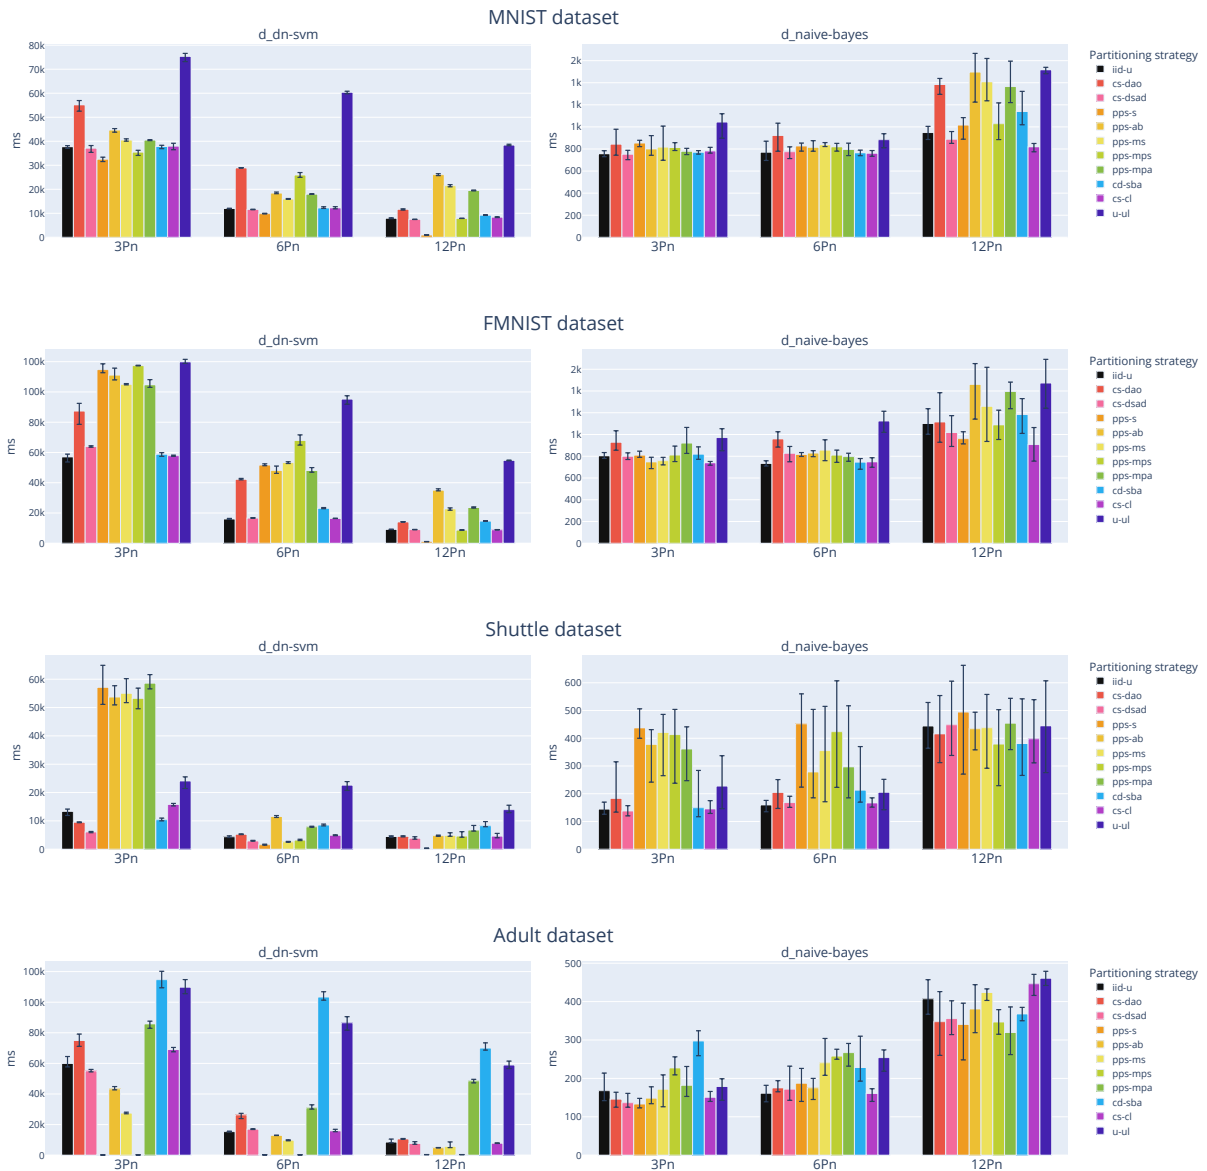 MNIST dataset
d_dn-svm
d_naive-bayes
ms
80k
70k
60k
50k
40k
30k
20k
10k
0
3Pn
6Pn
12Pn
ms
2k
1k
1k
1k
800
600
400
200
0
3Pn
6Pn
12Pn
Partitioning strategy
iid-u
cs-dao
cs-dsad
pps-s
pps-ab
pps-ms
pps-mps
pps-mpa
cd-sba
cs-cl
u-ul
FMNIST dataset
d_dn-svm
d_naive-bayes
ms
100k
100k
80k
60k
40k
20k
0
3Pn
6Pn
12Pn
ms
2k
1k
1k
1k
800
600
400
200
0
3Pn
6Pn
12Pn
Partitioning strategy
iid-u
cs-dao
cs-dsad
pps-s
pps-ab
pps-ms
pps-mps
pps-mpa
cd-sba
cs-cl
u-ul
Shuttle dataset
d_dn-svm
d_naive-bayes
ms
60k
50k
40k
30k
20k
10k
0
3Pn
6Pn
12Pn
ms
600
500
400
300
200
100
0
3Pn
6Pn
12Pn
Partitioning strategy
iid-u
cs-dao
cs-dsad
pps-s
pps-ab
pps-ms
pps-mps
pps-mpa
cd-sba
cs-cl
u-ul
Adult dataset
d_dn-svm
d_naive-bayes
ms
100k
80k
60k
40k
20k
0
3Pn
6Pn
12Pn
ms
500
400
300
200
100
0
3Pn
6Pn
12Pn
Partitioning strategy
iid-u
cs-dao
cs-dsad
pps-s
pps-ab
pps-ms
pps-mps
pps-mpa
cd-sba
cs-cl
u-ul